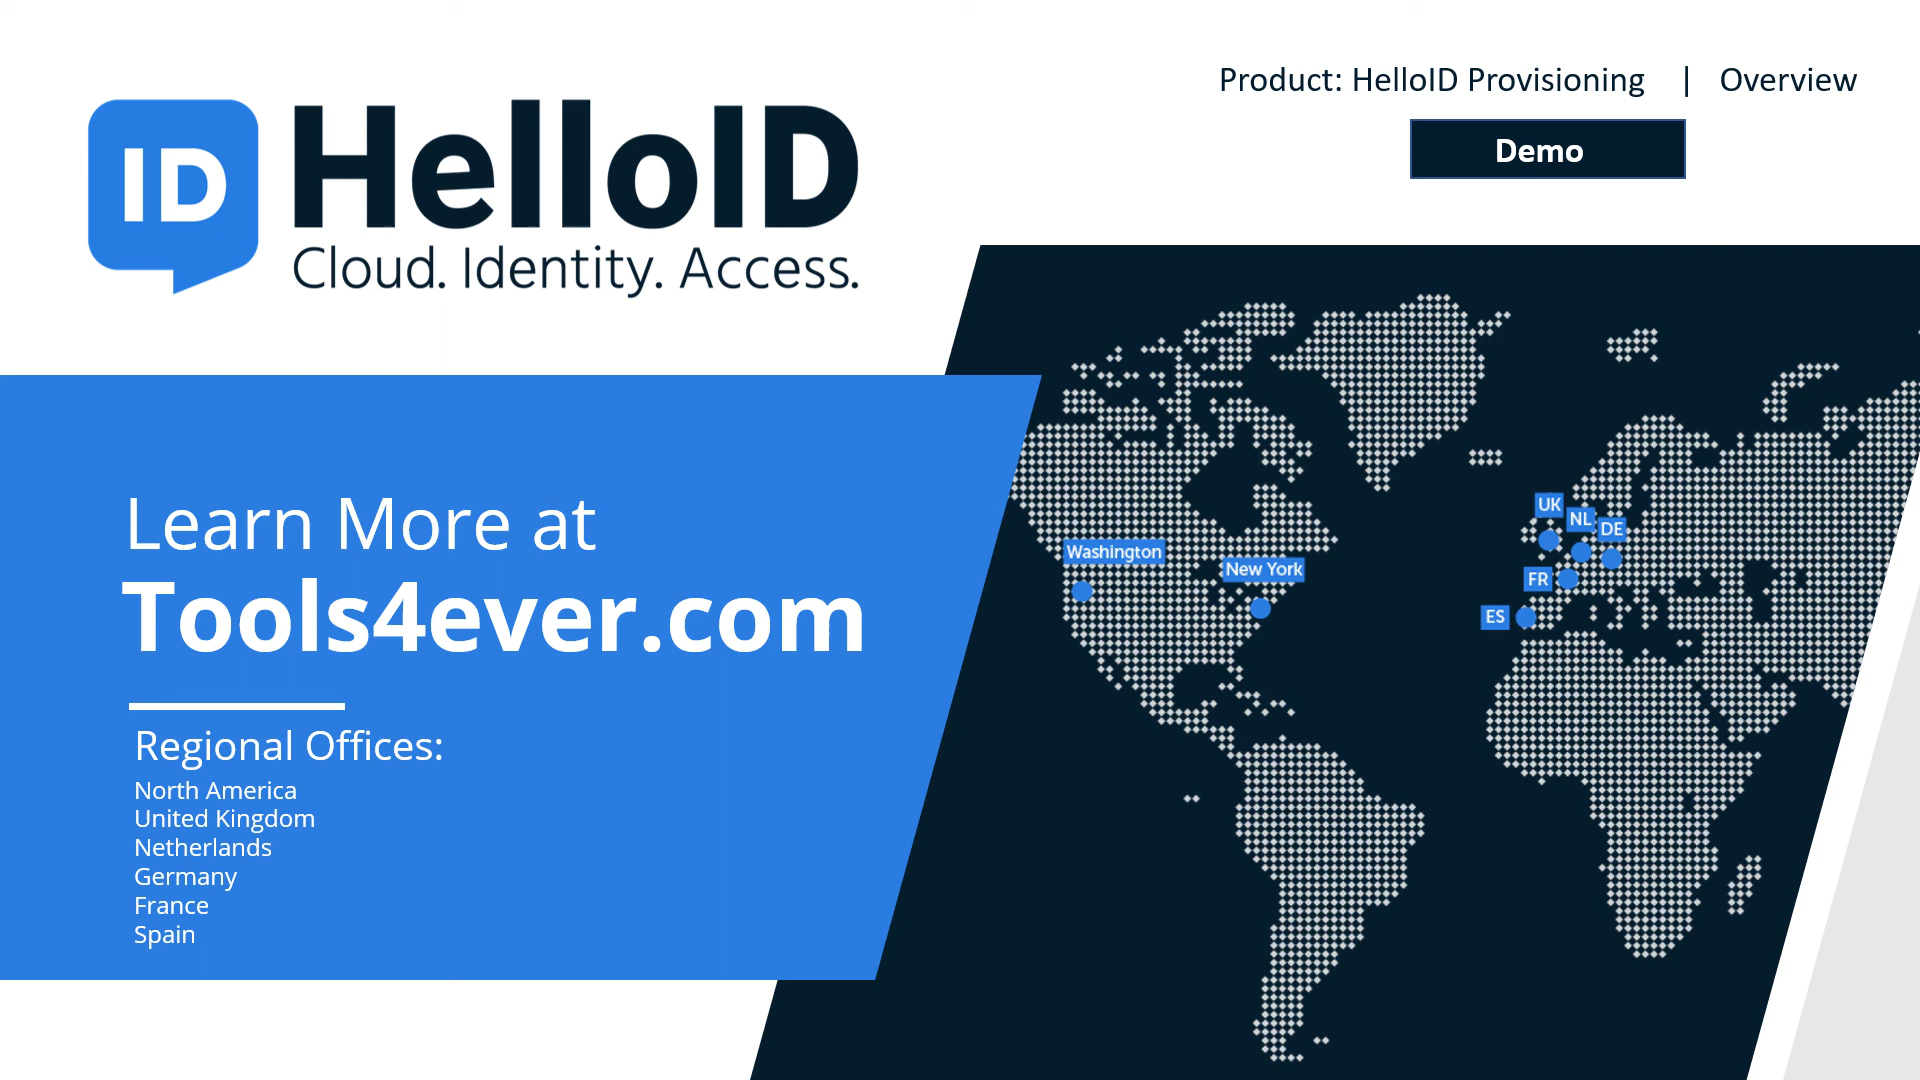 Product: HelloID Provisioning | Overview
Demo
ID
HelloID
Cloud. Identity. Access.
Learn More at
Tools4ever.com
Regional Offices:
North America
United Kingdom
Netherlands
Germany
France
Spain
Washington
New York
UK
NL
DE
FR
ES